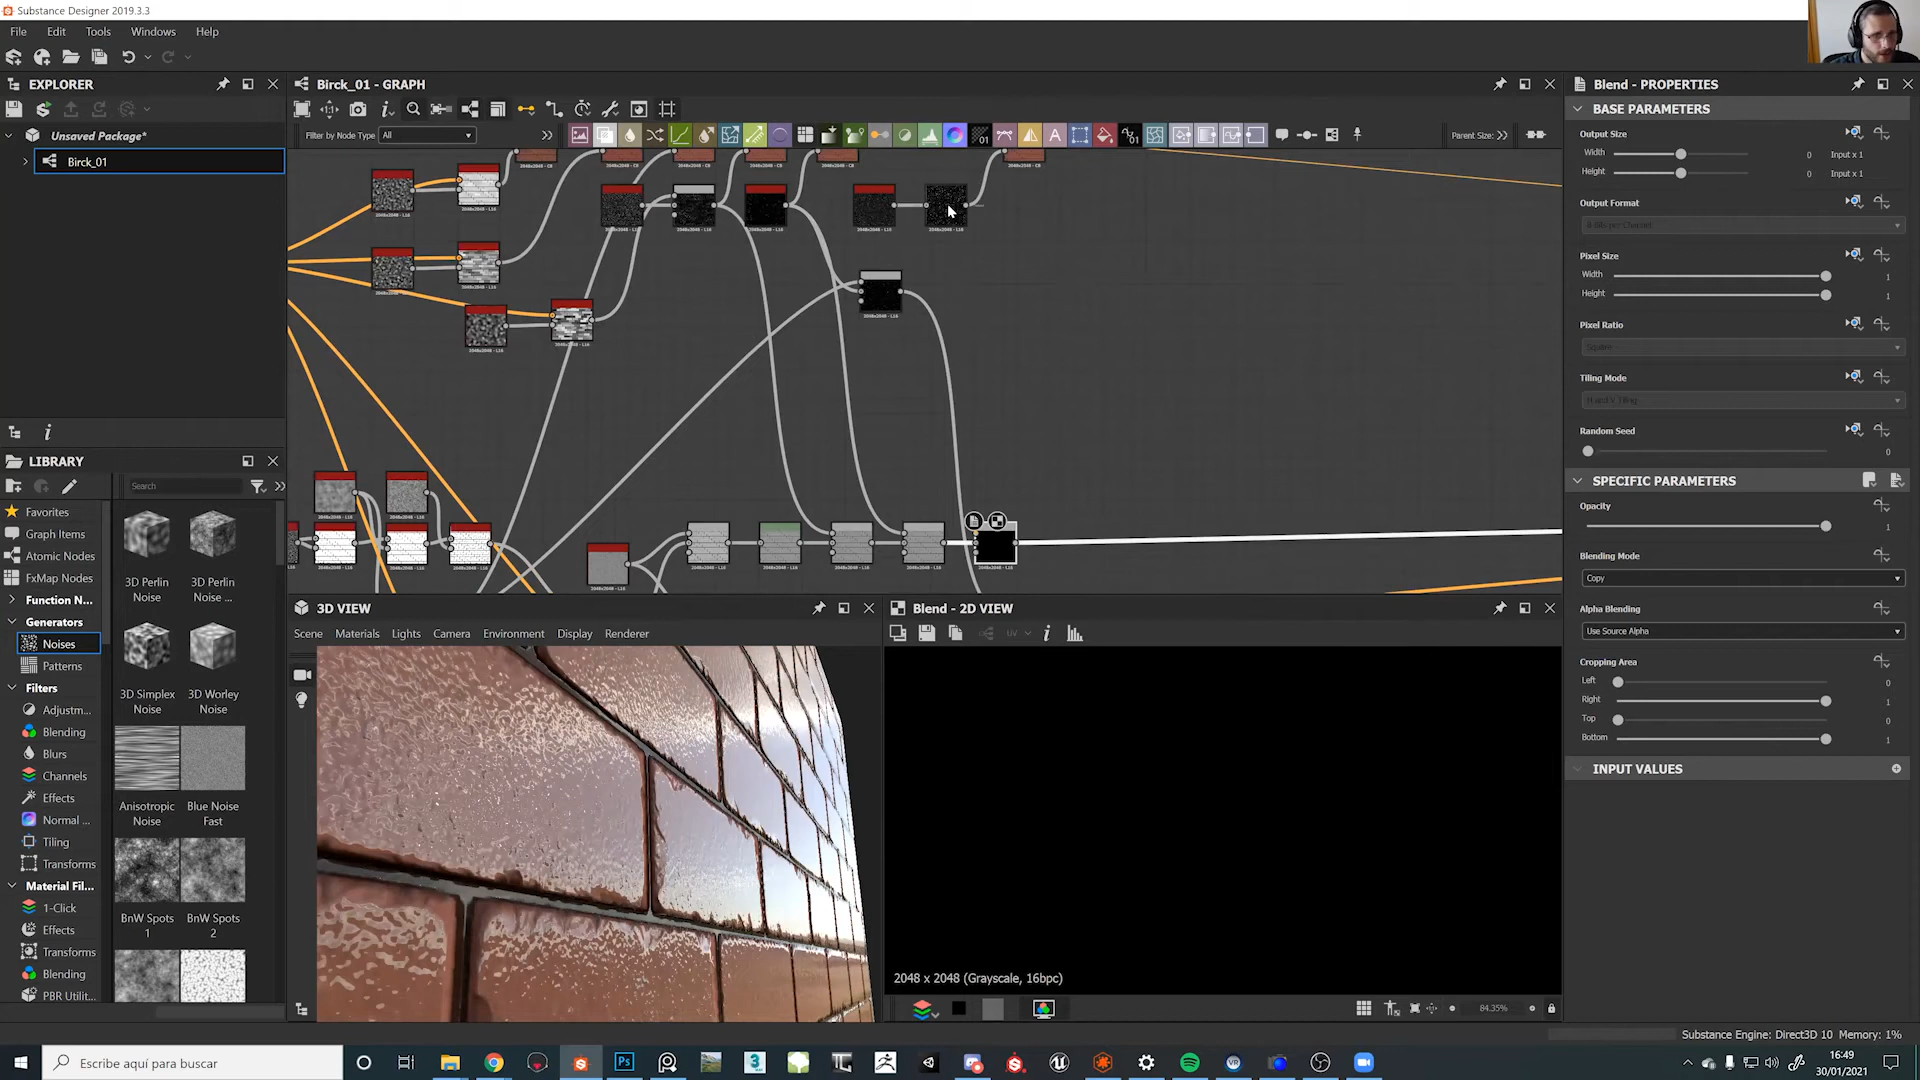 Substance Designer 2019.3.3
File Edit Tools Windows Help
EXPLORER
Unsaved Package*
Birck_01
Birck_01 - GRAPH
Filter by Node Type All
Parent Size:
LIBRARY
Search
Favorites
Graph Items
Atomic Nodes
FxMap Nodes
Function N...
Generators
Noises
Patterns
Filters
Adjustm...
Blending
Blurs
Channels
Effects
Normal ...
Tiling
Transforms
Material Fil...
1-Click
Effects
Transforms
Blending
PBR Utilit...
3D Perlin Noise
3D Perlin Noise ...
3D Simplex Noise
3D Worley Noise
Anisotropic Noise
Blue Noise Fast
BnW Spots 1
BnW Spots 2
3D VIEW
Scene Materials Lights Camera Environment Display Renderer
Blend - 2D VIEW
UV
2048 x 2048 (Grayscale, 16bpc)
84.35%
Blend - PROPERTIES
BASE PARAMETERS
Output Size
Width 0 Input x 1
Height 0 Input x 1
Output Format
Pixel Size
Width 1
Height 1
Pixel Ratio
Square
Tiling Mode
H and V Tiling
Random Seed
0
SPECIFIC PARAMETERS
Opacity
1
Blending Mode
Copy
Alpha Blending
Use Source Alpha
Cropping Area
Left 0
Right 1
Top 0
Bottom 1
INPUT VALUES
Substance Engine: Direct3D 10 Memory: 1%
Escribe aquí para buscar
16:49
30/01/2021